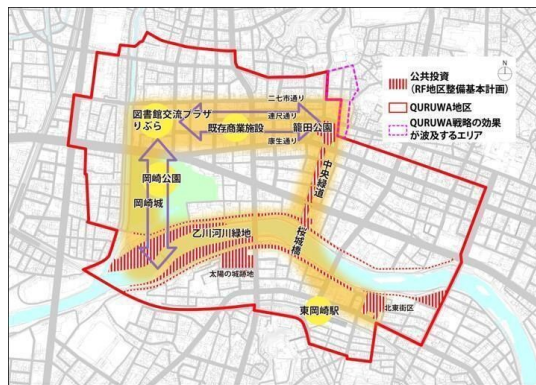 公共投資
(RF地区整備基本計画)
QURUWA地区
QURUWA戦略の効果
が波及するエリア
N
二七市通り
図書館交流プラザ
りぶら
連尺通り
既存商業施設
籠田公園
康生通り
岡崎公園
岡崎城
中央緑道
乙川河川緑地
桜城橋
太陽の城跡地
東岡崎駅
北東街区